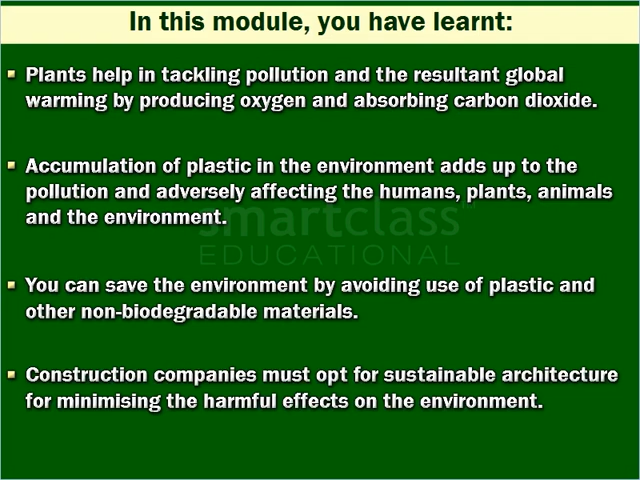 In this module, you have learnt:
Plants help in tackling pollution and the resultant global
warming by producing oxygen and absorbing carbon dioxide.
Accumulation of plastic in the environment adds up to the
pollution and adversely affecting the humans, plants, animals
and the environment.
smartclass
EDUCATIONAL
You can save the environment by avoiding use of plastic and
other non-biodegradable materials.
Construction companies must opt for sustainable architecture
for minimising the harmful effects on the environment.